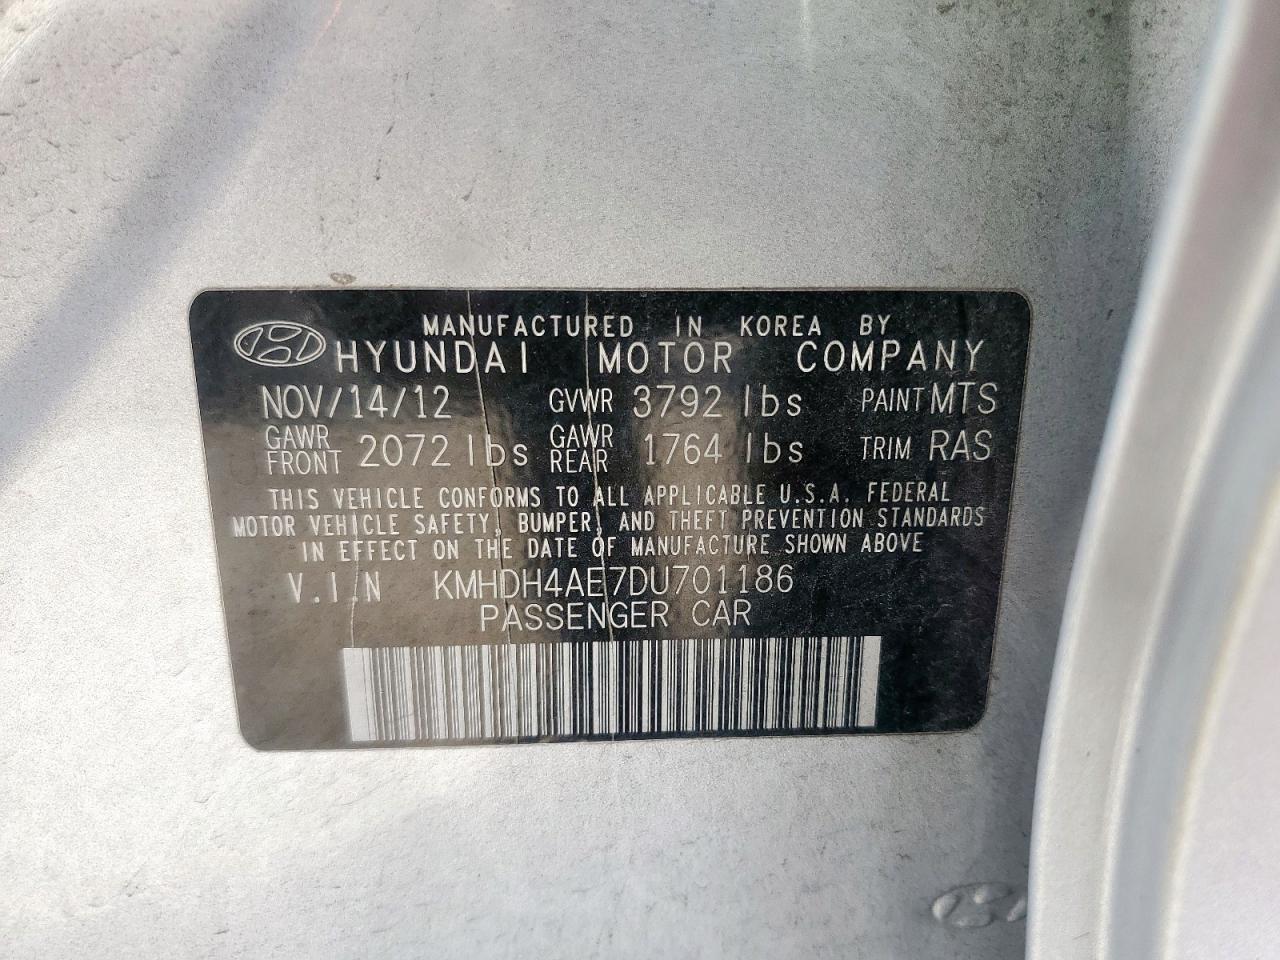 MANUFACTURED IN KOREA BY
HYUNDAI MOTOR COMPANY
NOV/14/12 GVWR 3792 lbs PAINT MTS
GAWR FRONT 2072 lbs GAWR REAR 1764 lbs TRIM RAS
THIS VEHICLE CONFORMS TO ALL APPLICABLE U.S.A. FEDERAL
MOTOR VEHICLE SAFETY, BUMPER, AND THEFT PREVENTION STANDARDS
IN EFFECT ON THE DATE OF MANUFACTURE SHOWN ABOVE
V.I.N KMHDH4AE7DU701186
PASSENGER CAR